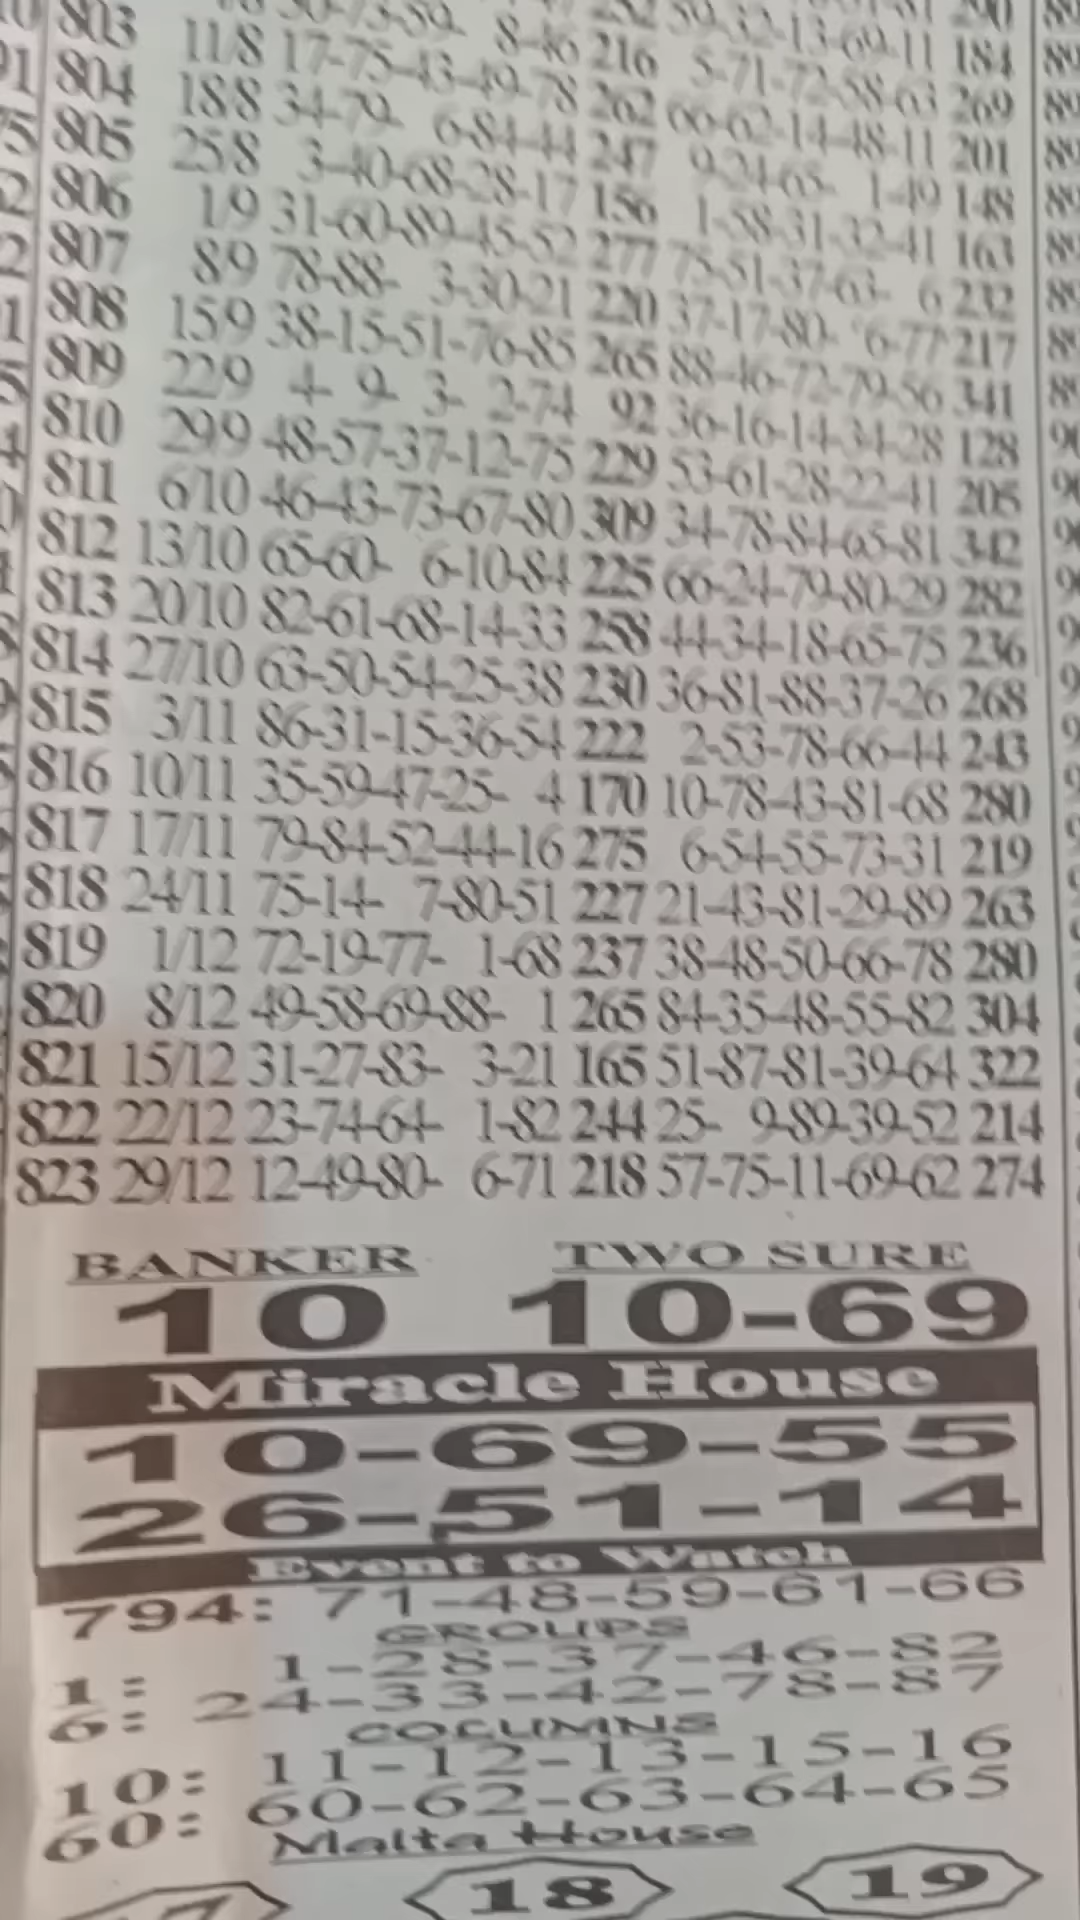 803 11/8 17-75-43-49-78 262 66-62-14-48-11 201
804 18/8 34-79- 6-84-44 247 9-24-65- 1-49 148
805 25/8 3-40-68-28-17 156 1-58-31-32-41 163
806 1/9 31-60-89-45-52 277 75-51-37-63- 6 232
807 8/9 78-88- 3-30-21 220 37-17-80- 6-77 217
808 15/9 38-15-51-76-85 265 88-46-72-79-56 341
809 22/9 4- 9- 3- 2-74 92 36-16-14-34-28 128
810 29/9 48-57-37-12-75 229 53-61-28-22-41 205
811 6/10 46-43-73-67-80 309 34-78-84-65-81 342
812 13/10 65-60- 6-10-84 225 66-24-79-80-29 282
813 20/10 82-61-68-14-33 258 44-34-18-65-75 236
814 27/10 63-50-54-25-38 230 36-81-88-37-26 268
815 3/11 86-31-15-36-54 222 2-53-78-66-44 243
816 10/11 35-59-47-25- 4 170 10-78-43-81-68 280
817 17/11 79-84-52-44-16 275 6-54-55-73-31 219
818 24/11 75-14- 7-80-51 227 21-43-81-29-89 263
819 1/12 72-19-77- 1-68 237 38-48-50-66-78 280
820 8/12 49-58-69-88- 1 265 84-35-48-55-82 304
821 15/12 31-27-83- 3-21 165 51-87-81-39-64 322
822 22/12 23-74-64- 1-82 244 25- 9-89-39-52 214
823 29/12 12-49-80- 6-71 218 57-75-11-69-62 274
BANKER TWO SURE
10 10-69
Miracle House
10-69-55
26-51-14
Event to Watch
794: 71-48-59-61-66
GROUPS
1: 1-28-37-46-82
6: 24-33-42-78-87
COLUMNS
10: 11-12-13-15-16
60: 60-62-63-64-65
Malta House
18 19